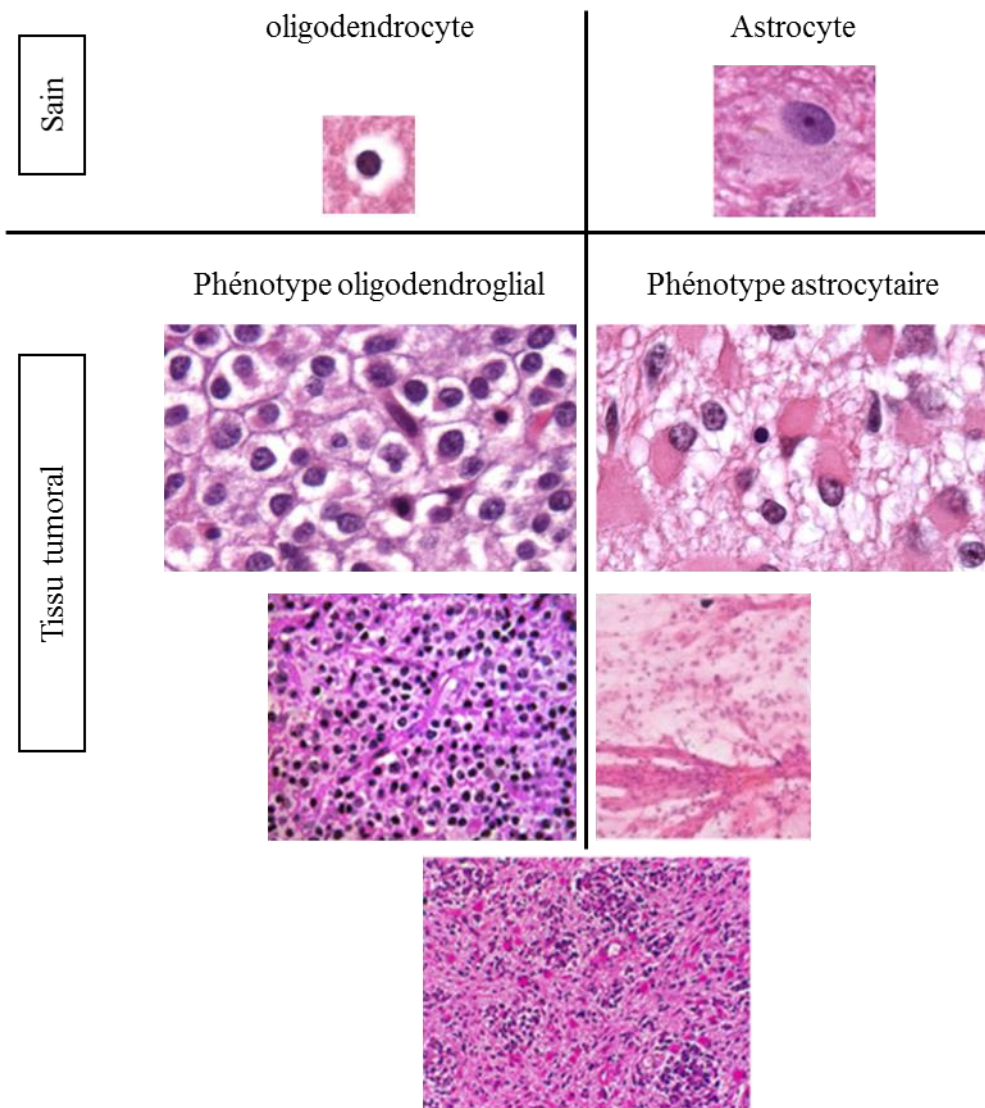 oligodendrocyte
Astrocyte
Sain
Phénotype oligodendroglial
Phénotype astrocytaire
Tissu tumoral